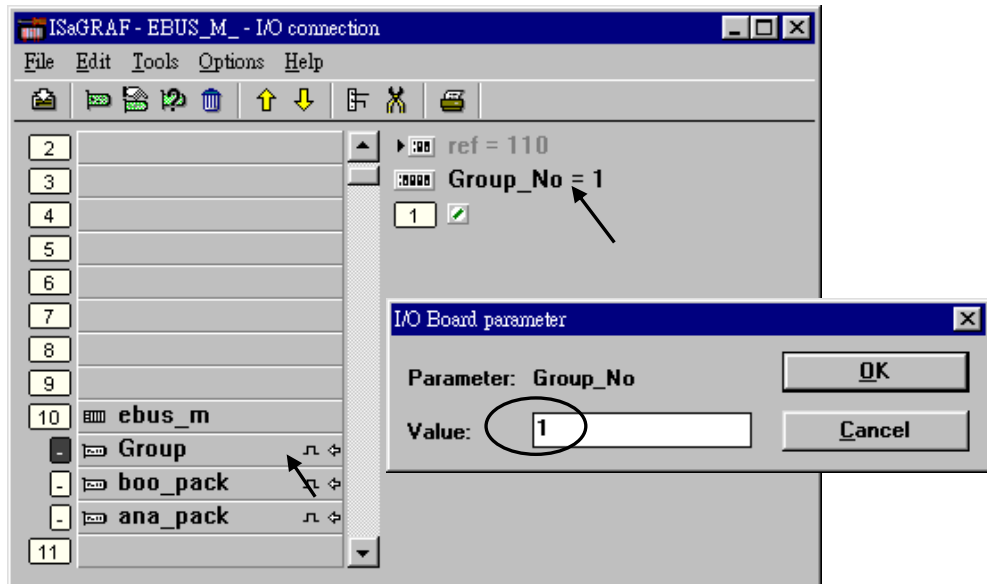 ISaGRAF - EBUS_M_ - I/O connection
File Edit Tools Options Help
2
3
4
5
6
7
8
9
10 ebus_m
- Group
- boo_pack
- ana_pack
11
ref = 110
Group_No = 1
1
I/O Board parameter
Parameter: Group_No
Value: 1
OK
Cancel